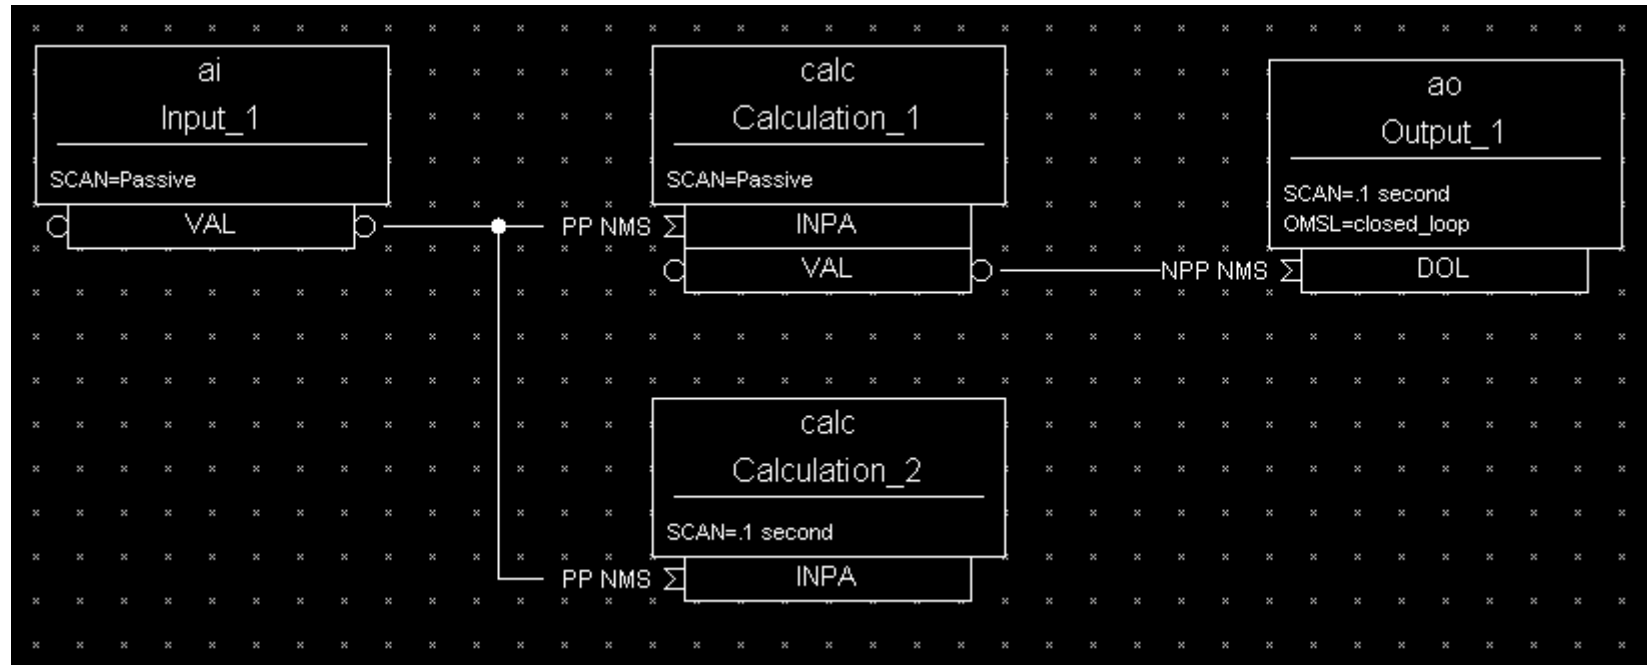 ai
Input_1
SCAN=Passive
VAL
calc
Calculation_1
SCAN=Passive
PP NMS
INPA
VAL
ao
Output_1
SCAN=.1 second
OMSL=closed_loop
NPP NMS
DOL
calc
Calculation_2
SCAN=.1 second
PP NMS
INPA